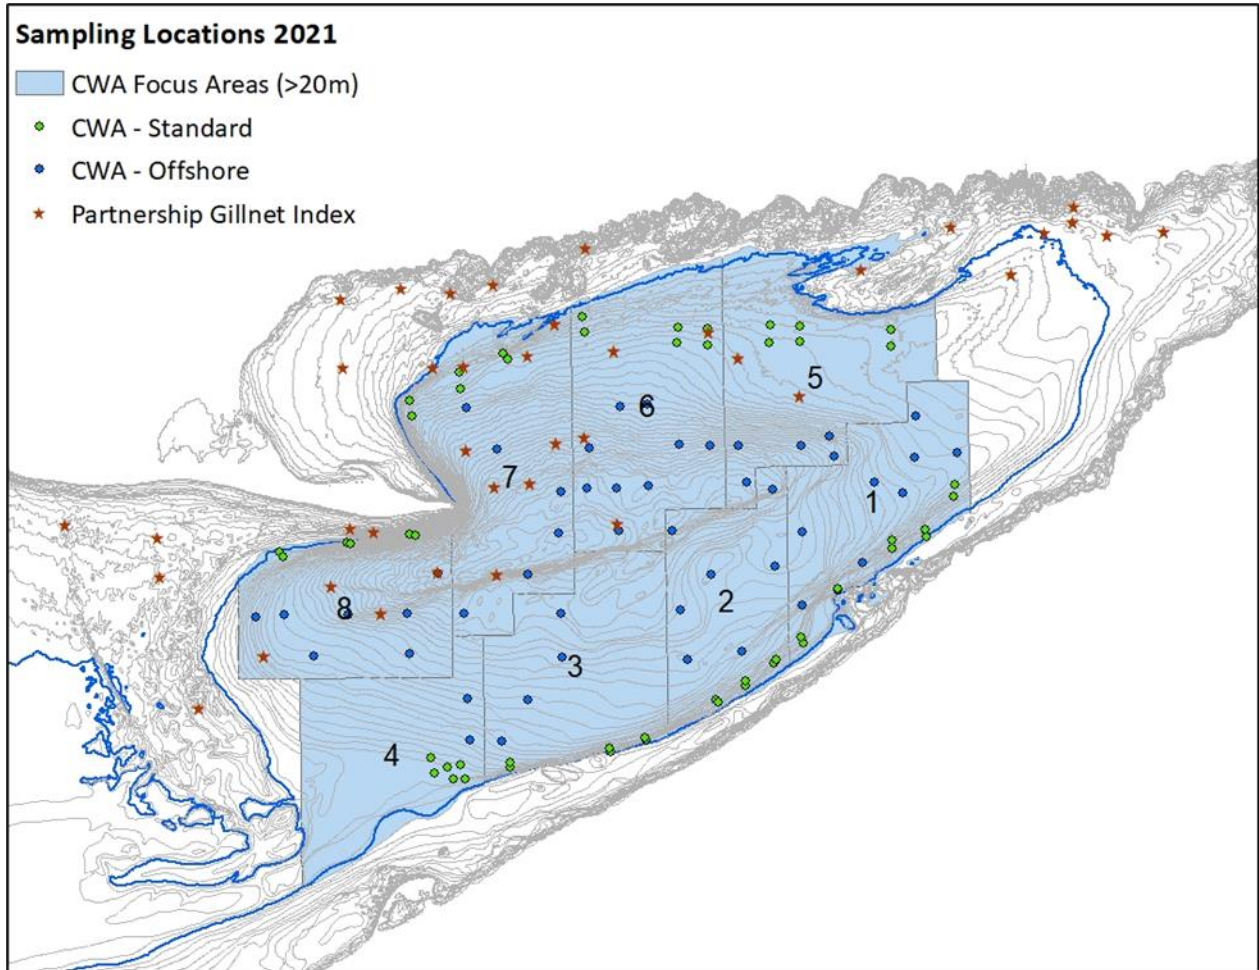 Sampling Locations 2021
CWA Focus Areas (>20m)
CWA - Standard
CWA - Offshore
Partnership Gillnet Index
5
6
7
1
2
8
3
4